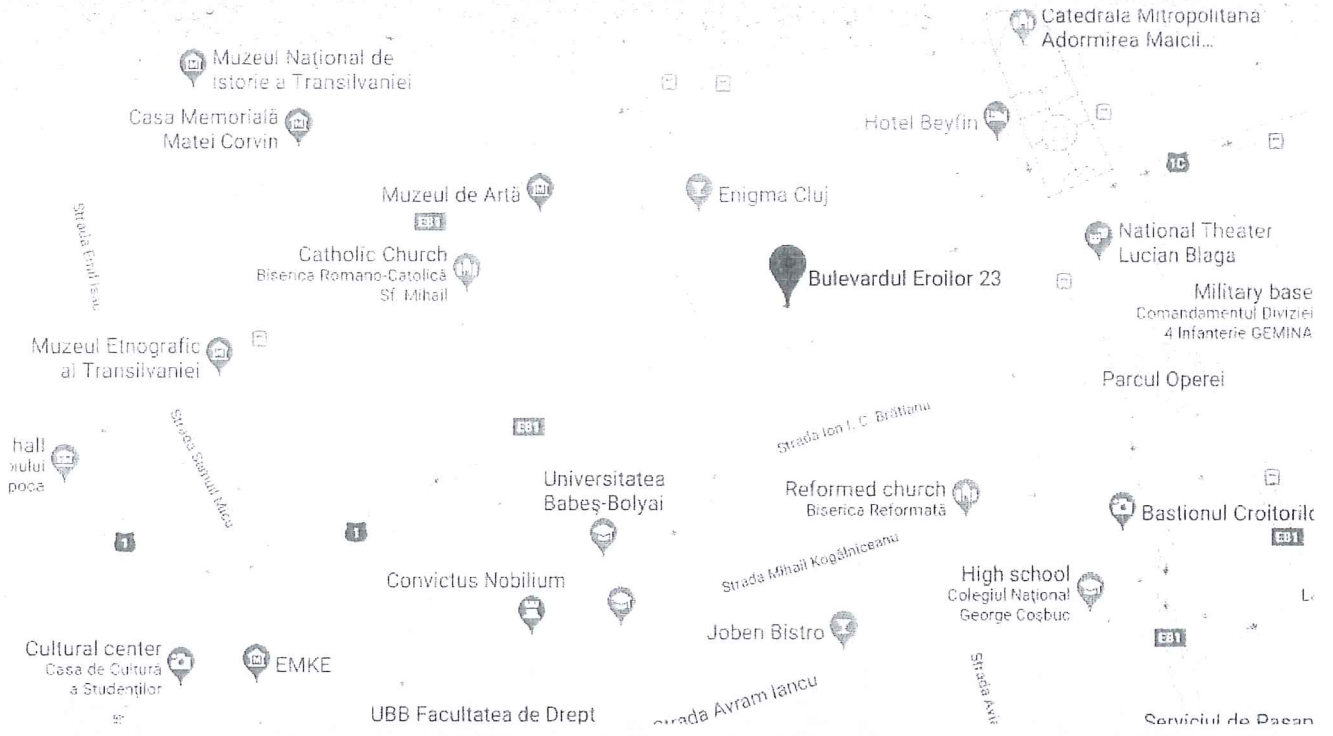 Catedrala Mitropolitana
Adormirea Maicii...
Muzeul Național de
Istorie a Transilvaniei
Casa Memorială
Matei Corvin
Hotel Beyfin
1C
Muzeul de Artă
E81
Enigma Cluj
Strada Emil Isac
Catholic Church
Biserica Romano-Catolică
Sf. Mihail
National Theater
Lucian Blaga
Bulevardul Eroilor 23
Military base
Comandamentul Diviziei
4 Infanterie GEMINA
Muzeul Etnografic
al Transilvaniei
Parcul Operei
Strada Ion I. C. Brătianu
E81
Strada Samuil Micu
hall
poca
Universitatea
Babeș-Bolyai
Reformed church
Biserica Reformată
Bastionul Croitorilo
E81
1
1
Strada Mihail Kogălniceanu
Convictus Nobilium
High school
Colegiul Național
George Coșbuc
Joben Bistro
E81
Cultural center
Casa de Cultură
a Studenților
EMKE
Strada Avram Iancu
UBB Facultatea de Drept
Serviciul de Pasap